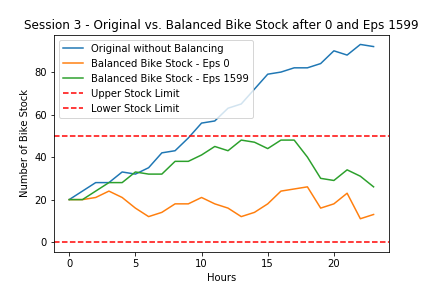 Session 3 - Original vs. Balanced Bike Stock after 0 and Eps 1599
Original without Balancing
Balanced Bike Stock - Eps 0
Balanced Bike Stock - Eps 1599
Upper Stock Limit
Lower Stock Limit
Number of Bike Stock
80
60
40
20
0
0
5
10
15
20
Hours